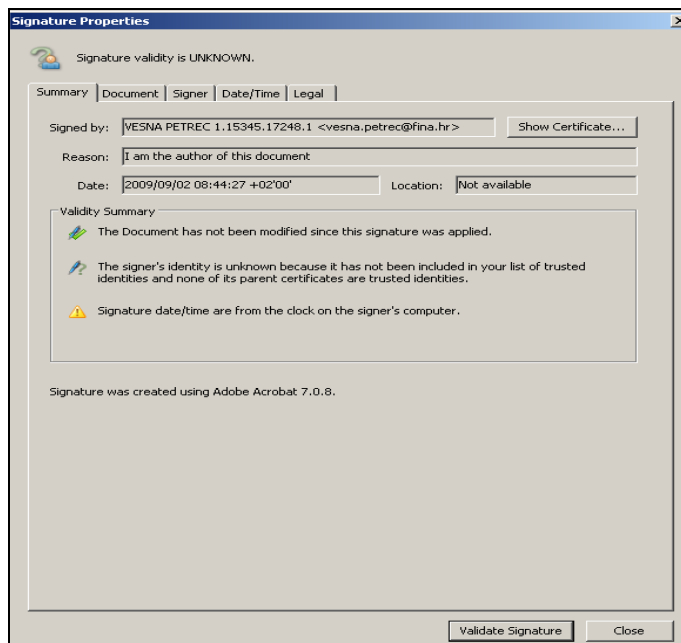 Signature Properties
Signature validity is UNKNOWN.
Summary Document Signer Date/Time Legal
Signed by: VESNA PETREC 1.15345.17248.1 <vesna.petrec@fina.hr> Show Certificate...
Reason: I am the author of this document
Date: 2009/09/02 08:44:27 +02'00' Location: Not available
Validity Summary
The Document has not been modified since this signature was applied.
The signer's identity is unknown because it has not been included in your list of trusted
identities and none of its parent certificates are trusted identities.
Signature date/time are from the clock on the signer's computer.
Signature was created using Adobe Acrobat 7.0.8.
Validate Signature Close